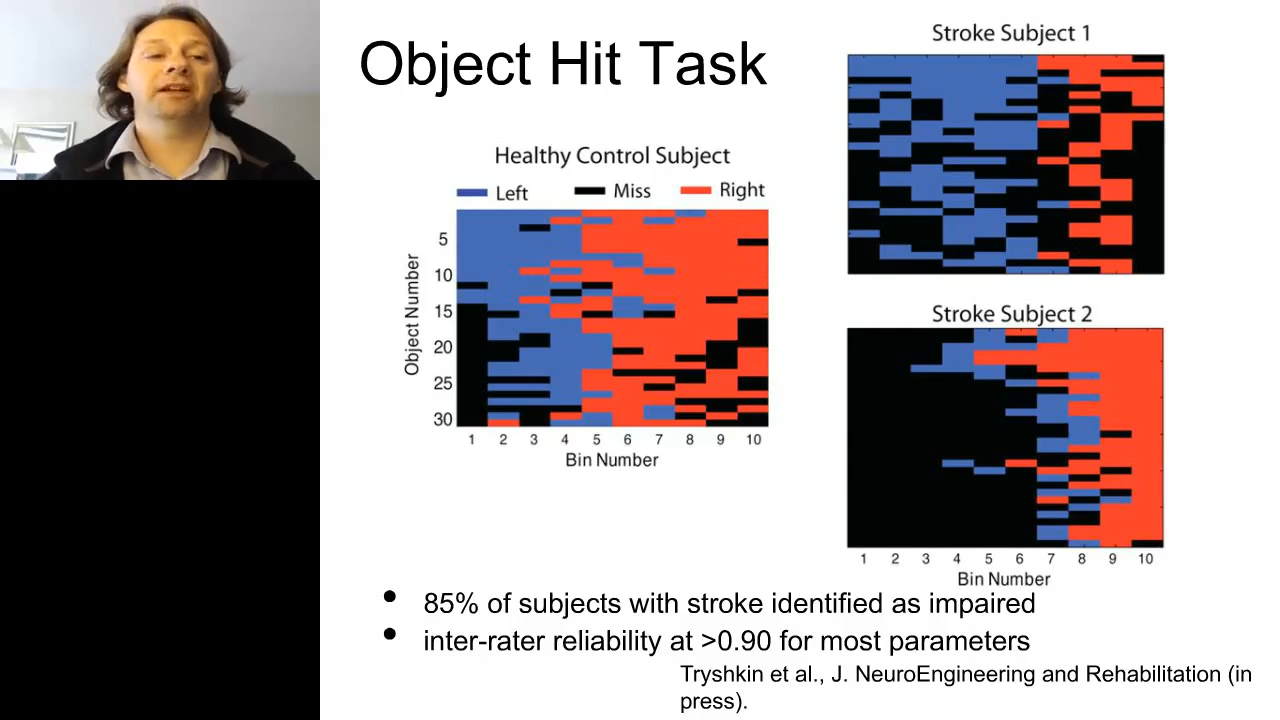 Object Hit Task
Healthy Control Subject
Left Miss Right
Object Number
5
10
15
20
25
30
1 2 3 4 5 6 7 8 9 10
Bin Number
Stroke Subject 1
Stroke Subject 2
1 2 3 4 5 6 7 8 9 10
Bin Number
• 85% of subjects with stroke identified as impaired
• inter-rater reliability at >0.90 for most parameters
Tryshkin et al., J. NeuroEngineering and Rehabilitation (in
press).